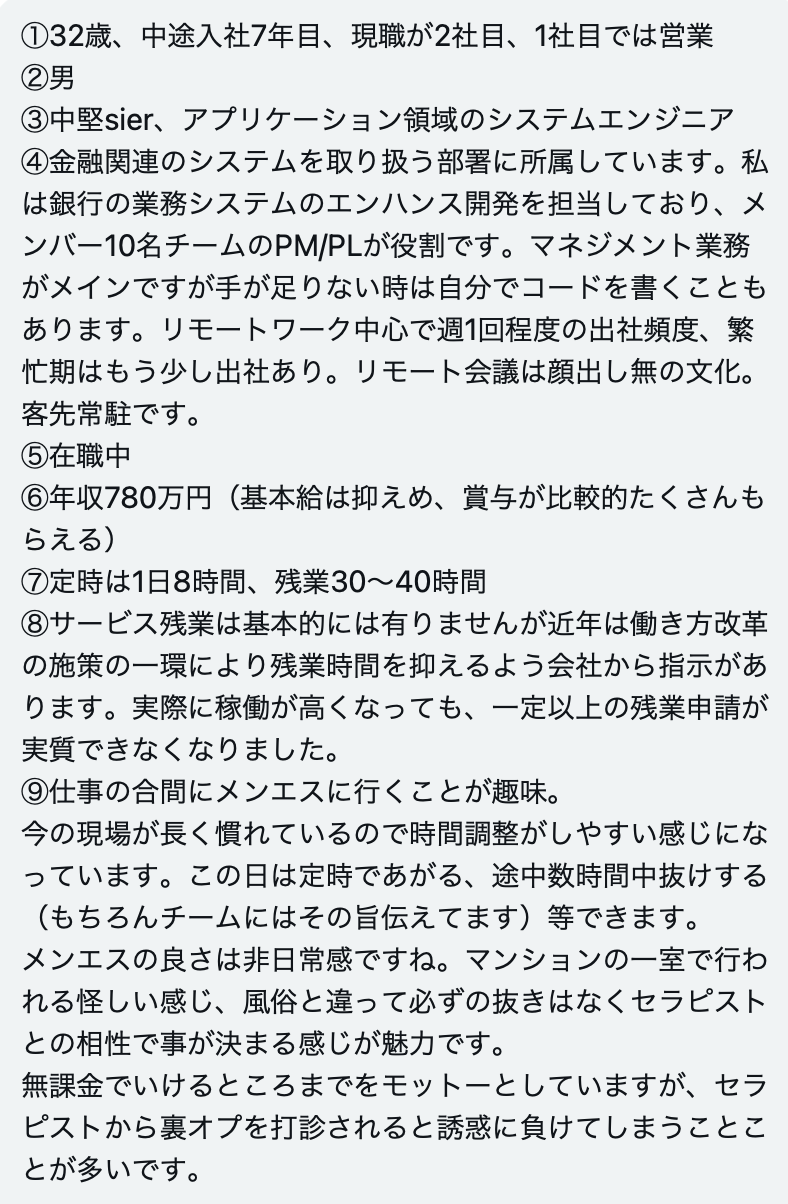 ①32歳、中途入社7年目、現職が2社目、1社目では営業
②男
③中堅sier、アプリケーション領域のシステムエンジニア
④金融関連のシステムを取り扱う部署に所属しています。私
は銀行の業務システムのエンハンス開発を担当しており、メ
ンバー10名チームのPM/PLが役割です。マネジメント業務
がメインですが手が足りない時は自分でコードを書くことも
あります。リモートワーク中心で週1回程度の出社頻度、繁
忙期はもう少し出社あり。リモート会議は顔出し無の文化。
客先常駐です。
⑤在職中
⑥年収780万円（基本給は抑えめ、賞与が比較的たくさんも
らえる）
⑦定時は1日8時間、残業30〜40時間
⑧サービス残業は基本的には有りませんが近年は働き方改革
の施策の一環により残業時間を抑えるよう会社から指示があ
ります。実際に稼働が高くなっても、一定以上の残業申請が
実質できなくなりました。
⑨仕事の合間にメンエスに行くことが趣味。
今の現場が長く慣れているので時間調整がしやすい感じにな
っています。この日は定時であがる、途中数時間中抜けする
（もちろんチームにはその旨伝えてます）等できます。
メンエスの良さは非日常感ですね。マンションの一室で行わ
れる怪しい感じ、風俗と違って必ずの抜きはなくセラピスト
との相性で事が決まる感じが魅力です。
無課金でいけるところまでをモットーとしていますが、セラ
ピストから裏オプを打診されると誘惑に負けてしまうことこ
とが多いです。